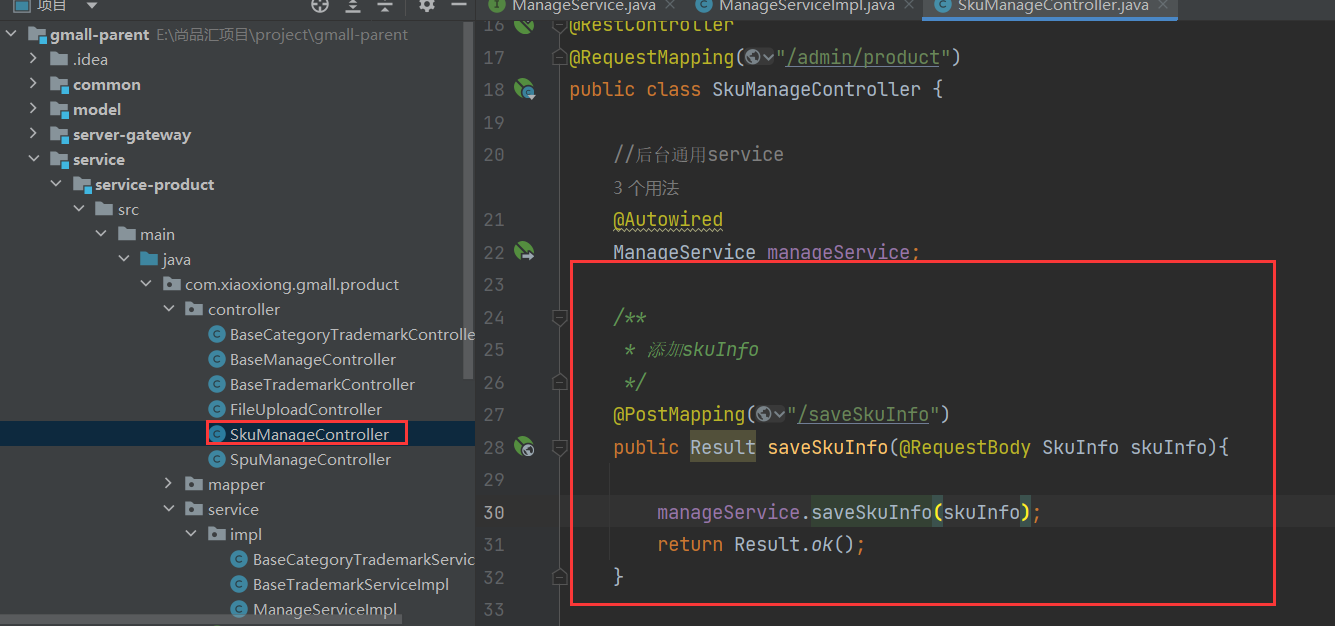 项目
gmall-parent E:\尚品汇项目\project\gmall-parent
.idea
common
model
server-gateway
service
service-product
src
main
java
com.xiaoxiong.gmall.product
controller
BaseCategoryTrademarkControlle
BaseManageController
BaseTrademarkController
FileUploadController
SkuManageController
SpuManageController
mapper
service
impl
BaseCategoryTrademarkServic
BaseTrademarkServiceImpl
ManageServiceImpl
ManageService.java
ManageServiceImpl.java
SkuManageController.java
16 @RestController
17 @RequestMapping("/admin/product")
18 public class SkuManageController {
19
20 //后台通用service
3 个用法
21 @Autowired
22 ManageService manageService;
23
24 /**
25 * 添加skuInfo
26 */
27 @PostMapping("/saveSkuInfo")
28 public Result saveSkuInfo(@RequestBody SkuInfo skuInfo){
29
30 manageService.saveSkuInfo(skuInfo);
31 return Result.ok();
32 }
33